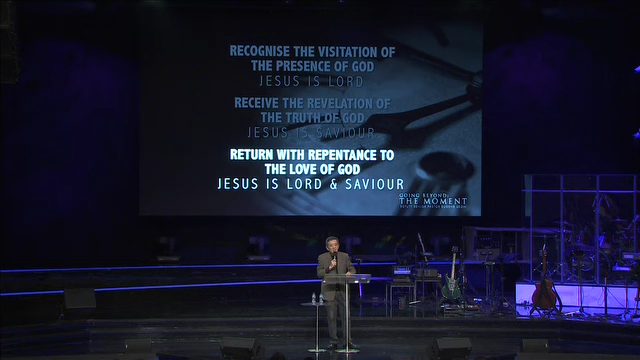 RECOGNISE THE VISITATION OF
THE PRESENCE OF GOD
JESUS IS LORD
RECEIVE THE REVELATION OF
THE TRUTH OF GOD
JESUS IS SAVIOUR
RETURN WITH REPENTANCE TO
THE LOVE OF GOD
JESUS IS LORD & SAVIOUR
GOING BEYOND
THE MOMENT